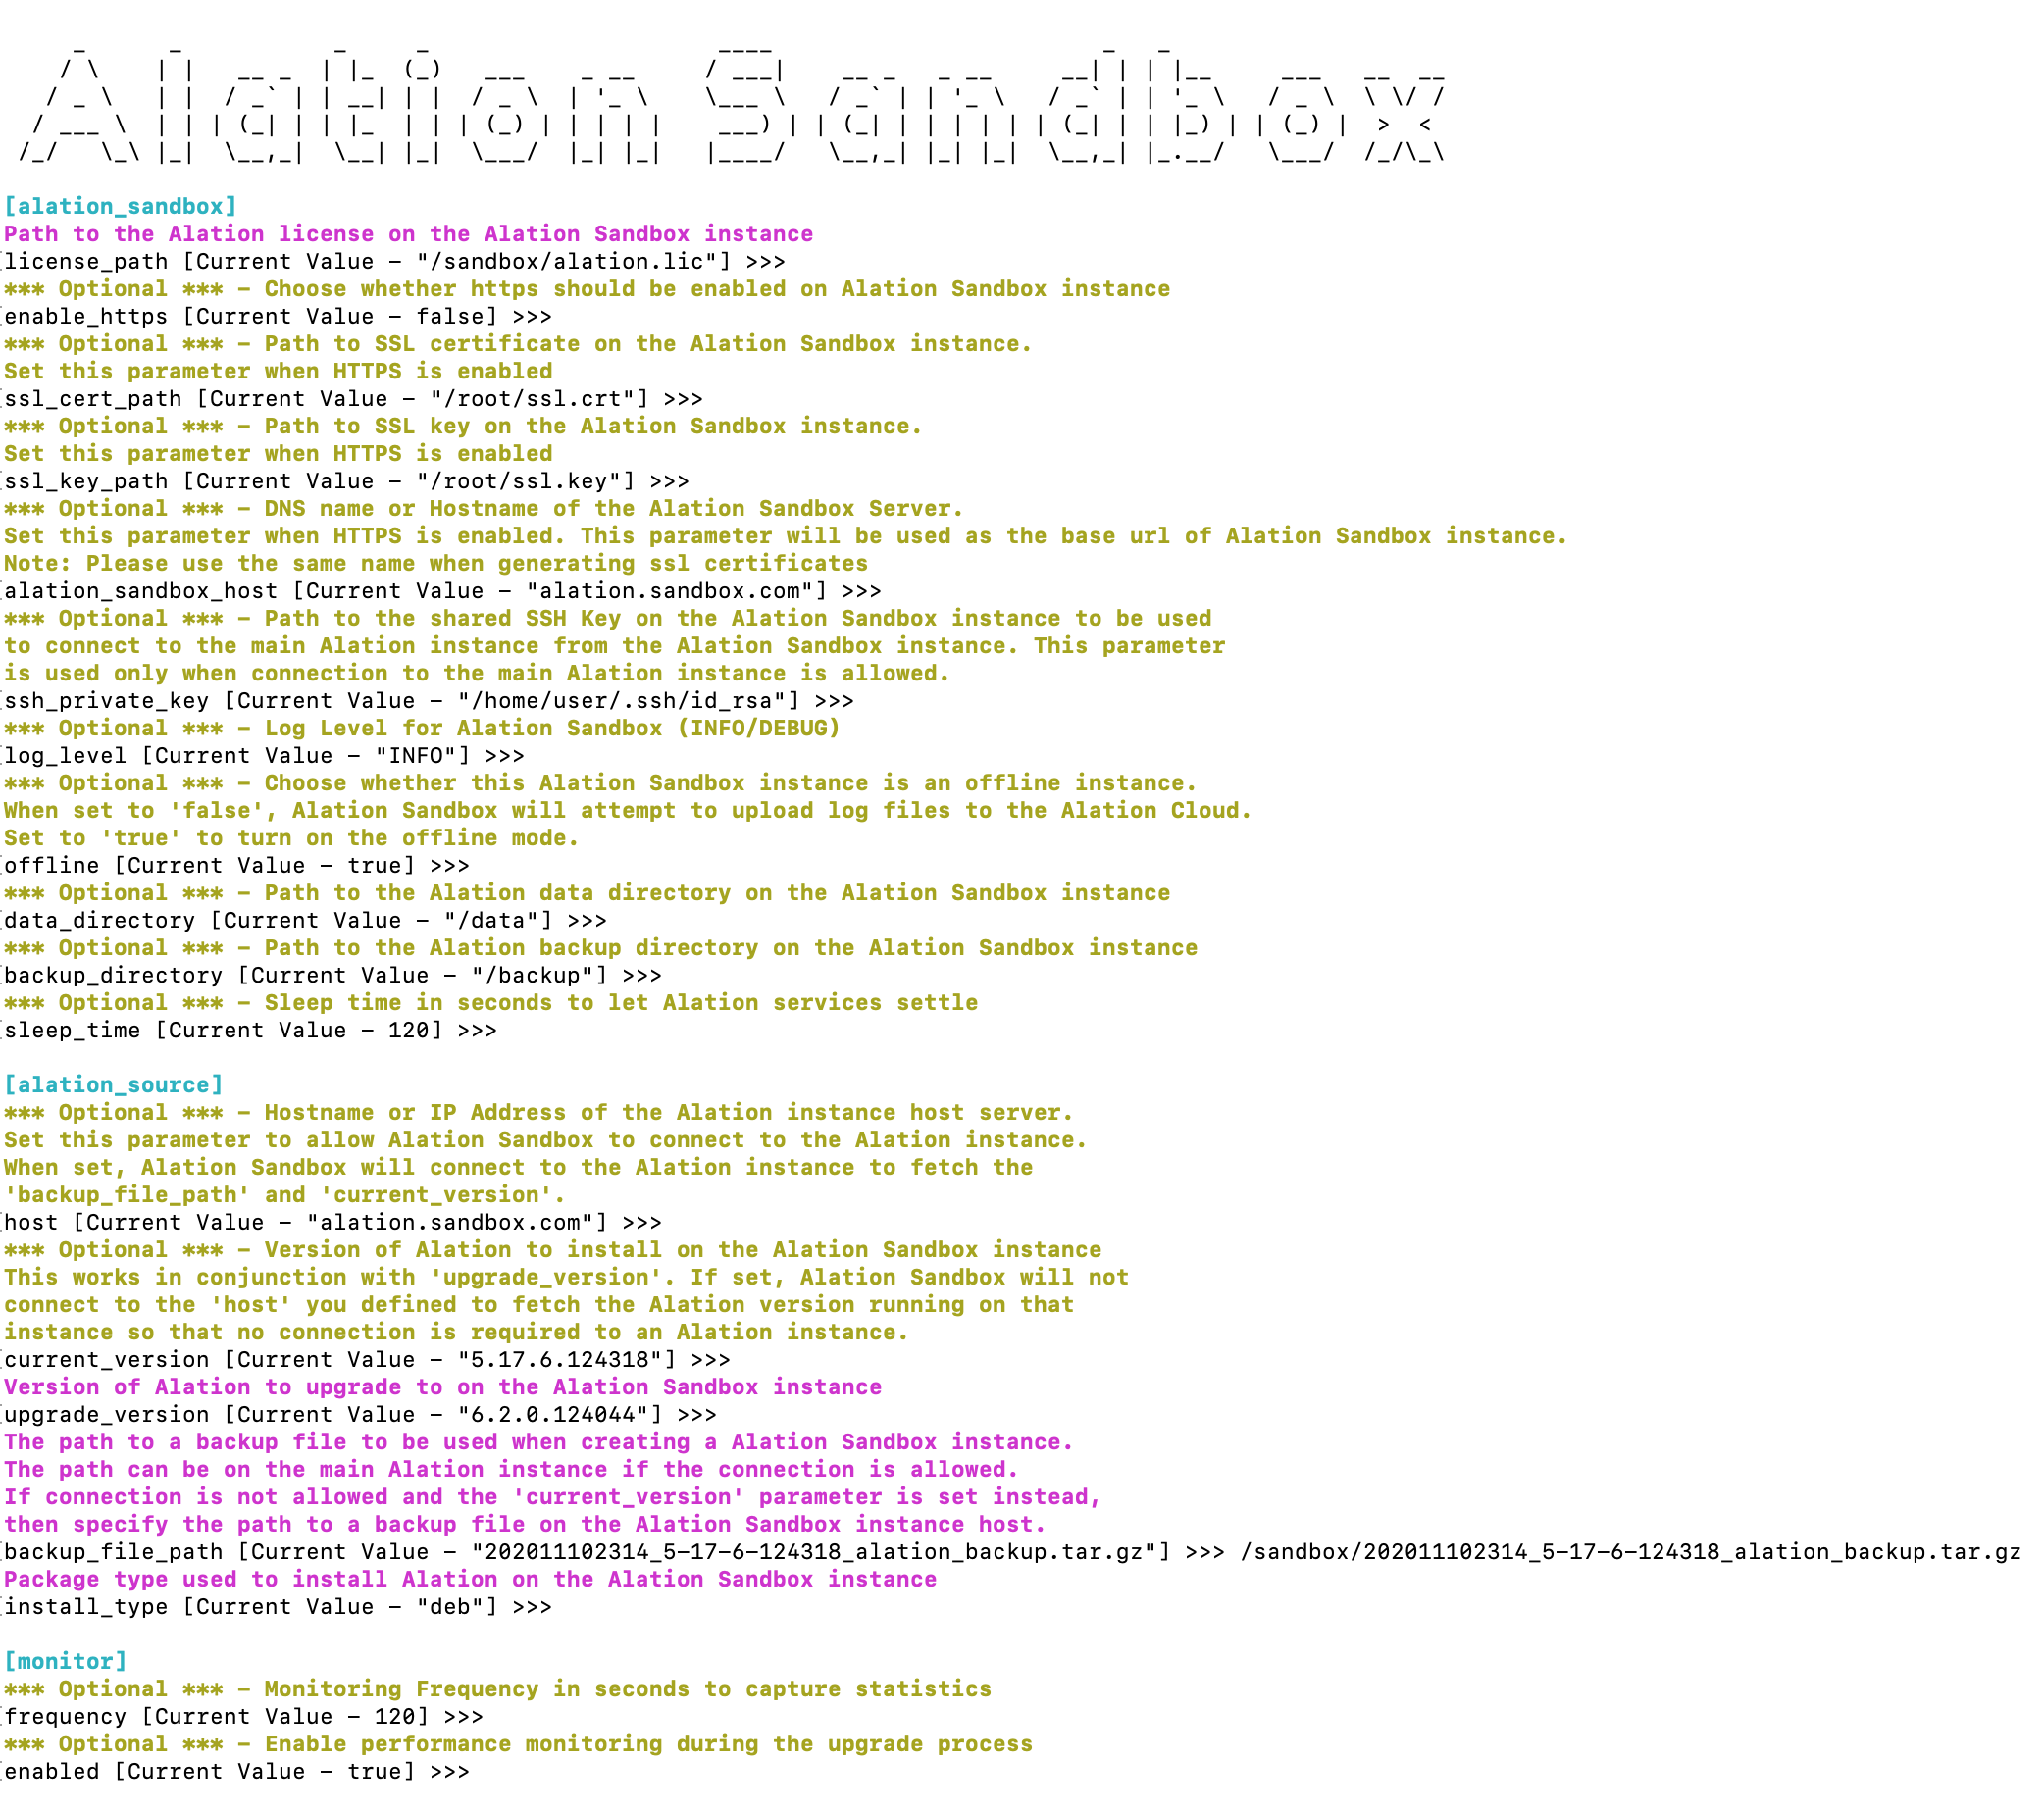 Alation Sandbox
[alation_sandbox]
Path to the Alation license on the Alation Sandbox instance
license_path [Current Value - "/sandbox/alation.lic"] >>>
*** Optional *** - Choose whether https should be enabled on Alation Sandbox instance
enable_https [Current Value - false] >>>
*** Optional *** - Path to SSL certificate on the Alation Sandbox instance.
Set this parameter when HTTPS is enabled
ssl_cert_path [Current Value - "/root/ssl.crt"] >>>
*** Optional *** - Path to SSL key on the Alation Sandbox instance.
Set this parameter when HTTPS is enabled
ssl_key_path [Current Value - "/root/ssl.key"] >>>
*** Optional *** - DNS name or Hostname of the Alation Sandbox Server.
Set this parameter when HTTPS is enabled. This parameter will be used as the base url of Alation Sandbox instance.
Note: Please use the same name when generating ssl certificates
alation_sandbox_host [Current Value - "alation.sandbox.com"] >>>
*** Optional *** - Path to the shared SSH Key on the Alation Sandbox instance to be used
to connect to the main Alation instance from the Alation Sandbox instance. This parameter
is used only when connection to the main Alation instance is allowed.
ssh_private_key [Current Value - "/home/user/.ssh/id_rsa"] >>>
*** Optional *** - Log Level for Alation Sandbox (INFO/DEBUG)
log_level [Current Value - "INFO"] >>>
*** Optional *** - Choose whether this Alation Sandbox instance is an offline instance.
When set to 'false', Alation Sandbox will attempt to upload log files to the Alation Cloud.
Set to 'true' to turn on the offline mode.
offline [Current Value - true] >>>
*** Optional *** - Path to the Alation data directory on the Alation Sandbox instance
data_directory [Current Value - "/data"] >>>
*** Optional *** - Path to the Alation backup directory on the Alation Sandbox instance
backup_directory [Current Value - "/backup"] >>>
*** Optional *** - Sleep time in seconds to let Alation services settle
sleep_time [Current Value - 120] >>>
[alation_source]
*** Optional *** - Hostname or IP Address of the Alation instance host server.
Set this parameter to allow Alation Sandbox to connect to the Alation instance.
When set, Alation Sandbox will connect to the Alation instance to fetch the
'backup_file_path' and 'current_version'.
host [Current Value - "alation.sandbox.com"] >>>
*** Optional *** - Version of Alation to install on the Alation Sandbox instance
This works in conjunction with 'upgrade_version'. If set, Alation Sandbox will not
connect to the 'host' you defined to fetch the Alation version running on that
instance so that no connection is required to an Alation instance.
current_version [Current Value - "5.17.6.124318"] >>>
Version of Alation to upgrade to on the Alation Sandbox instance
upgrade_version [Current Value - "6.2.0.124044"] >>>
The path to a backup file to be used when creating a Alation Sandbox instance.
The path can be on the main Alation instance if the connection is allowed.
If connection is not allowed and the 'current_version' parameter is set instead,
then specify the path to a backup file on the Alation Sandbox instance host.
backup_file_path [Current Value - "202011102314_5-17-6-124318_alation_backup.tar.gz"] >>> /sandbox/202011102314_5-17-6-124318_alation_backup.tar.gz
Package type used to install Alation on the Alation Sandbox instance
install_type [Current Value - "deb"] >>>
[monitor]
*** Optional *** - Monitoring Frequency in seconds to capture statistics
frequency [Current Value - 120] >>>
*** Optional *** - Enable performance monitoring during the upgrade process
enabled [Current Value - true] >>>